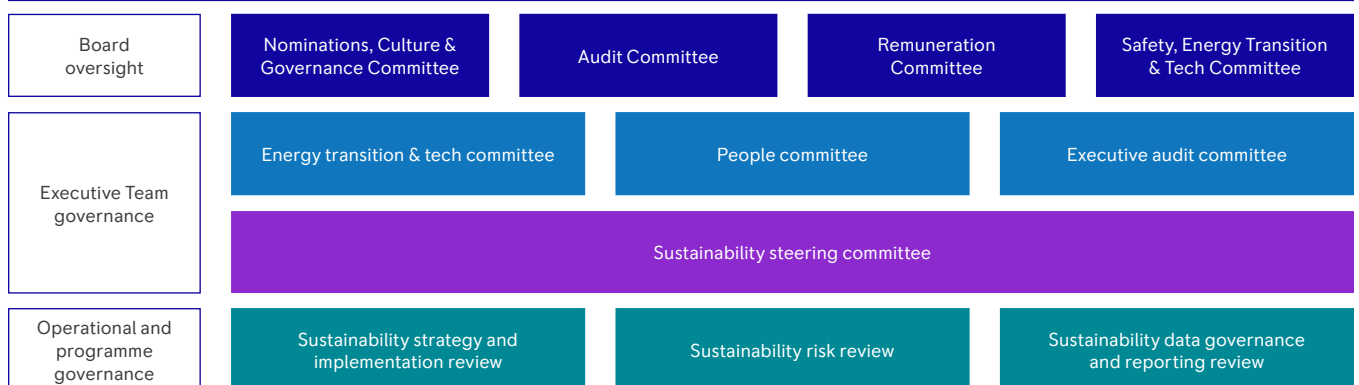 Board
oversight
Nominations, Culture &
Governance Committee
Audit Committee
Remuneration
Committee
Safety, Energy Transition
& Tech Committee
Executive Team
governance
Energy transition & tech committee
People committee
Executive audit committee
Sustainability steering committee
Operational and
programme
governance
Sustainability strategy and
implementation review
Sustainability risk review
Sustainability data governance
and reporting review